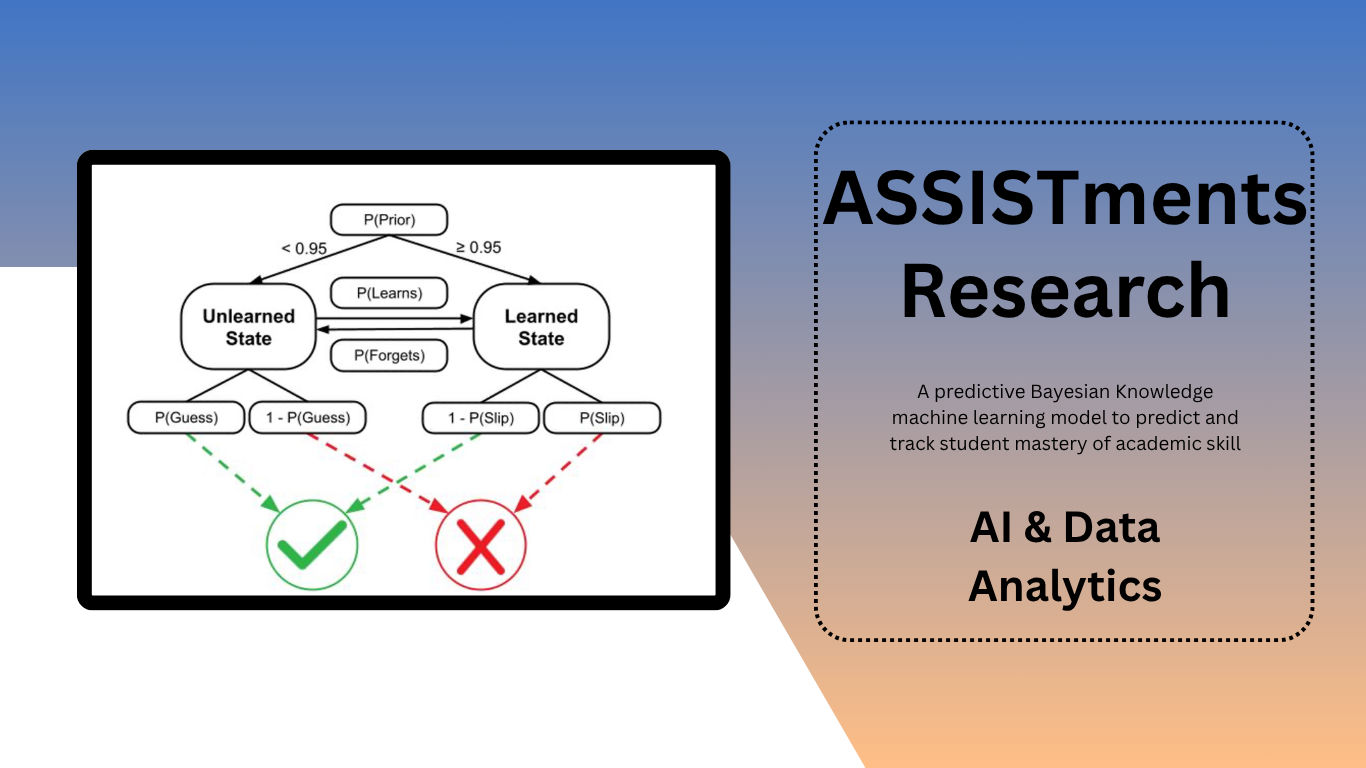 P(Prior)
< 0.95
≥ 0.95
P(Learns)
Unlearned
State
Learned
State
P(Forgets)
P(Guess)
1 - P(Guess)
1 - P(Slip)
P(Slip)
ASSISTments
Research
A predictive Bayesian Knowledge
machine learning model to predict and
track student mastery of academic skill
AI & Data
Analytics